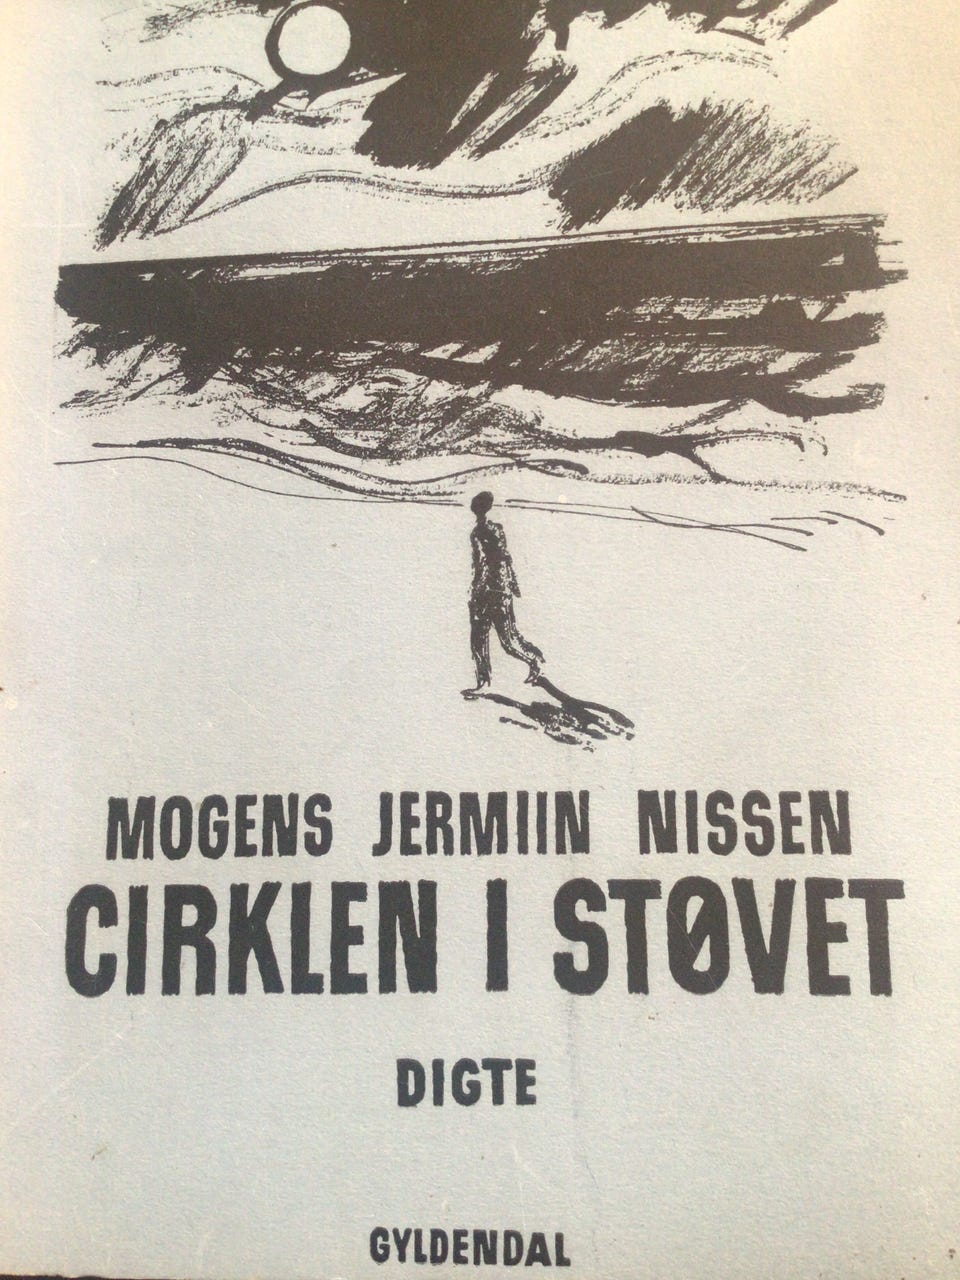 MOGENS JERMIIN NISSEN
CIRKLEN I STØVET
DIGTE
GYLDENDAL